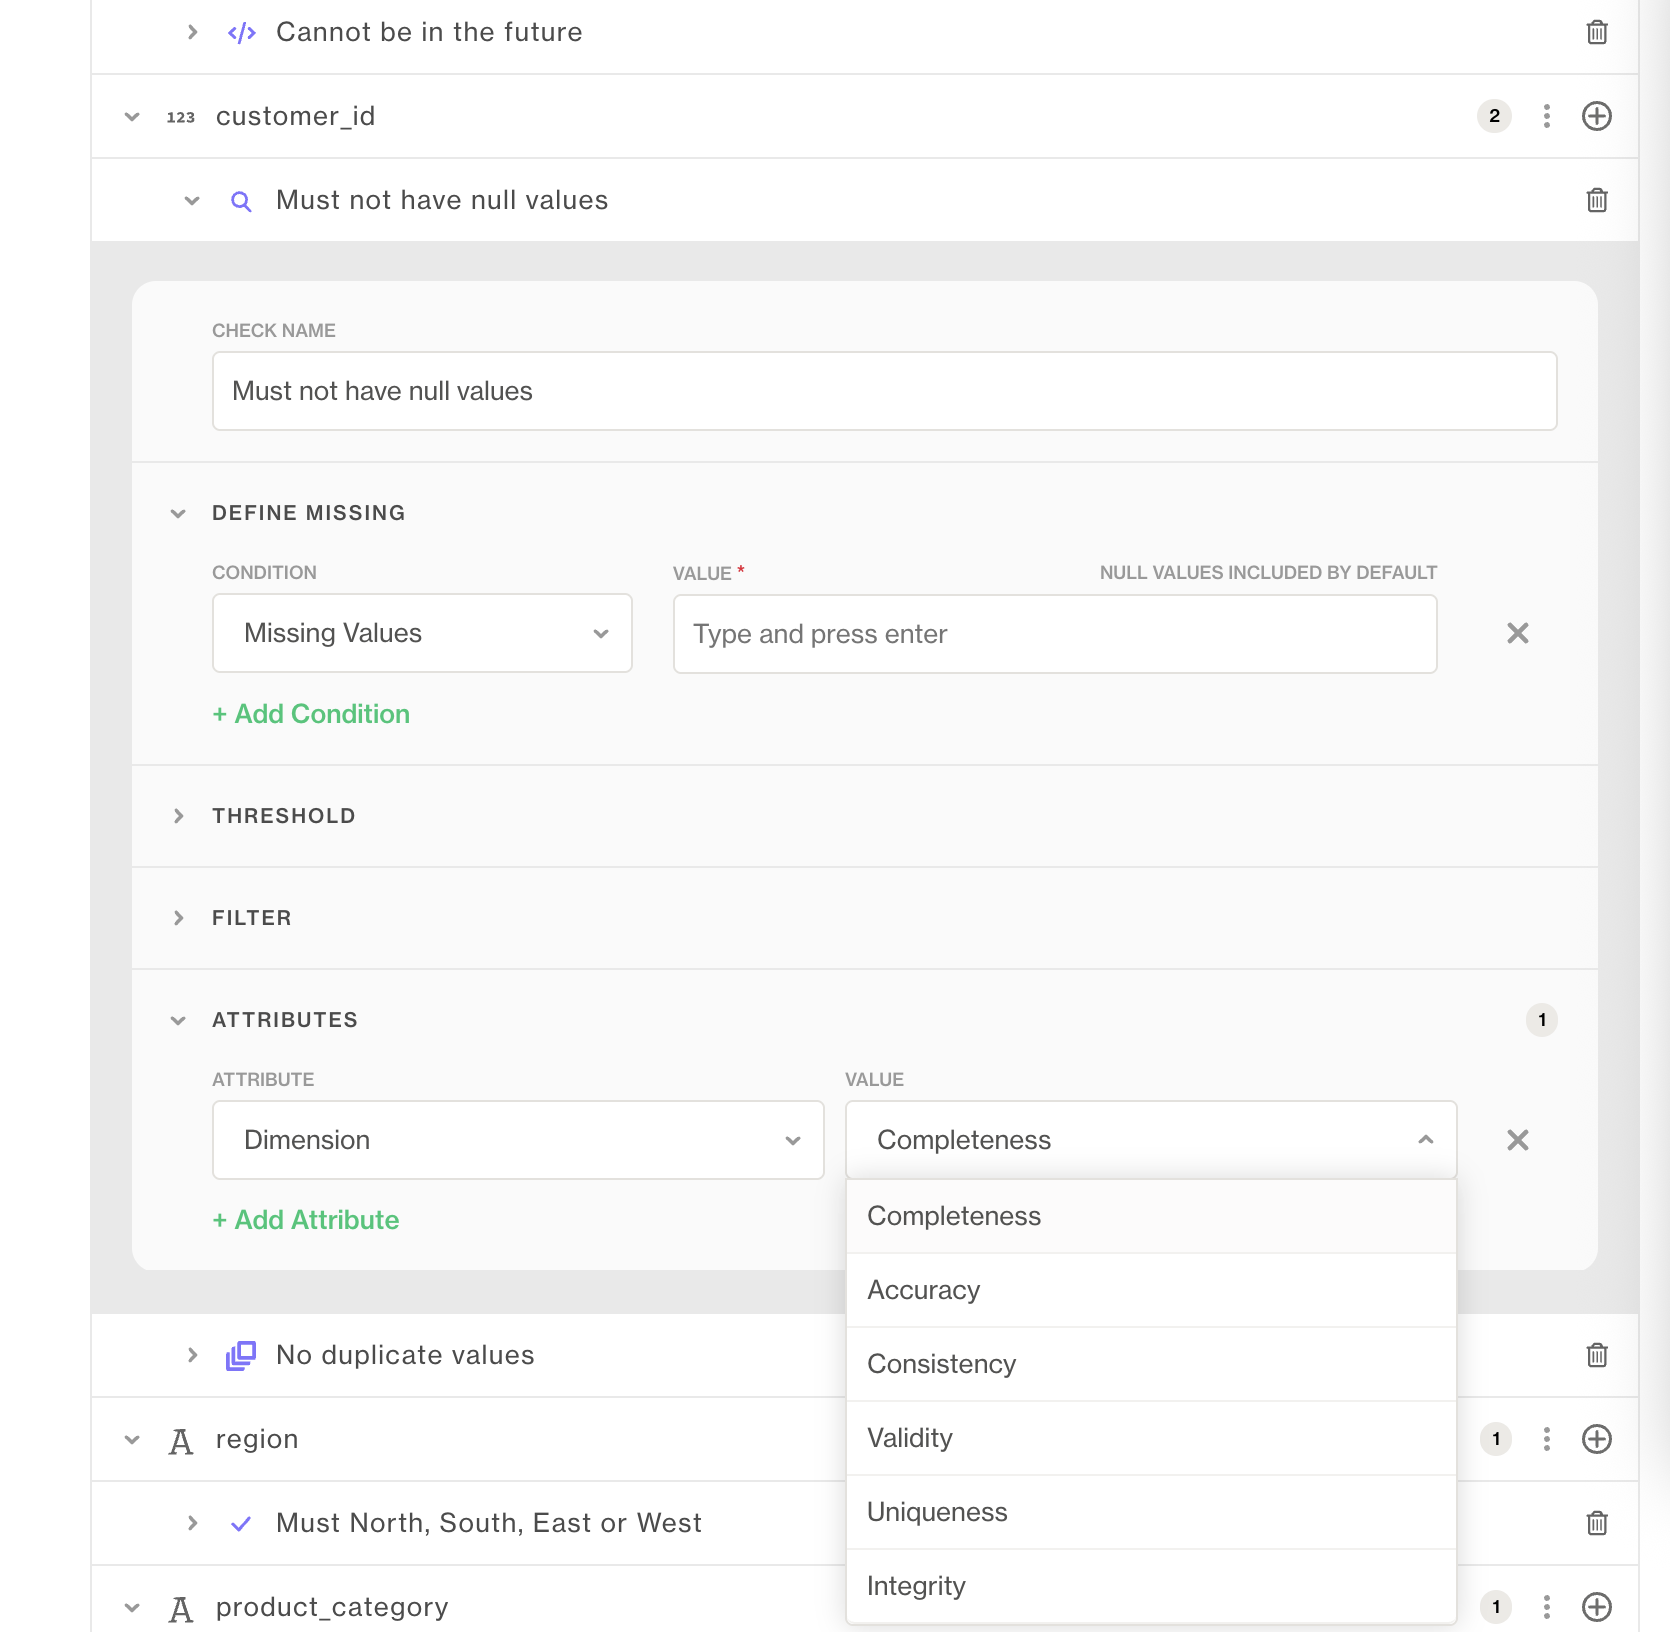 </> Cannot be in the future
123 customer_id 2
Must not have null values
CHECK NAME
Must not have null values
DEFINE MISSING
CONDITION VALUE * NULL VALUES INCLUDED BY DEFAULT
Missing Values Type and press enter
+ Add Condition
THRESHOLD
FILTER
ATTRIBUTES 1
ATTRIBUTE VALUE
Dimension Completeness
+ Add Attribute
Completeness
Accuracy
Consistency
Validity
Uniqueness
Integrity
No duplicate values
A region 1
Must North, South, East or West
A product_category 1